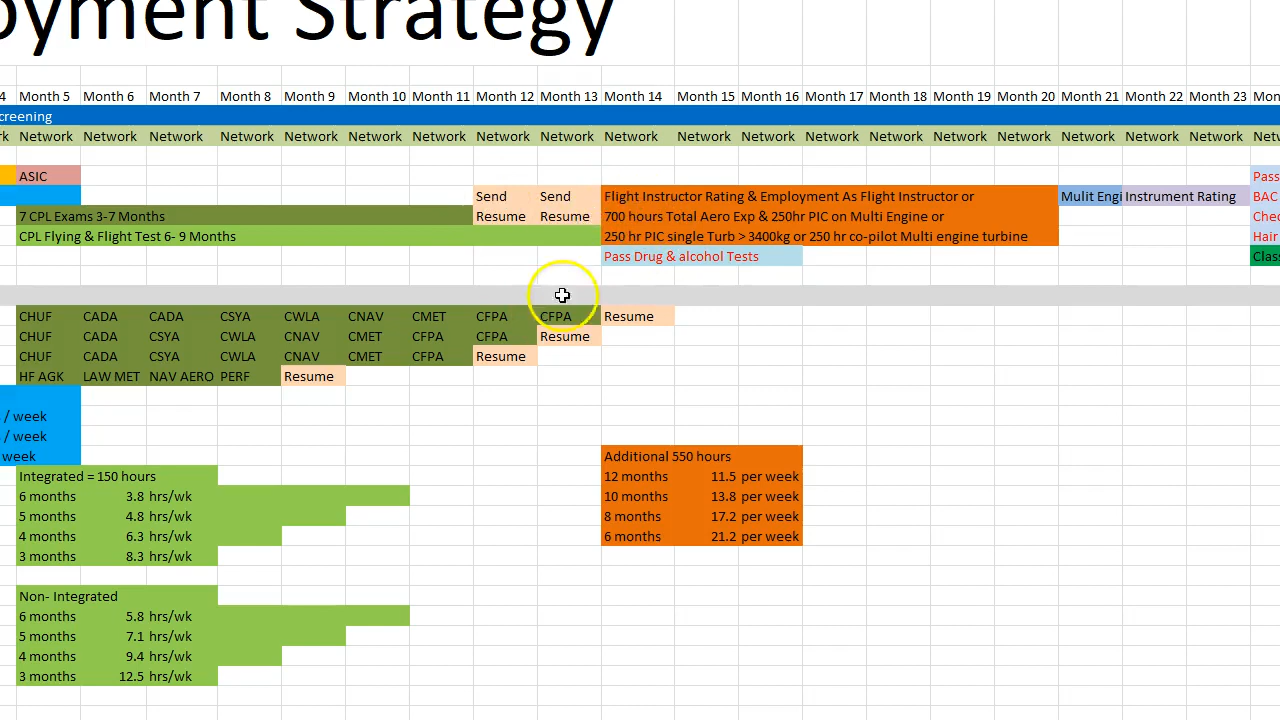 oyment Strategy
4 Month 5 Month 6 Month 7 Month 8 Month 9 Month 10 Month 11 Month 12 Month 13 Month 14 Month 15 Month 16 Month 17 Month 18 Month 19 Month 20 Month 21 Month 22 Month 23 Mon
creening
rk Network Network Network Network Network Network Network Network Network Network Network Network Network Network Network Network Network Network Network Netw
ASIC Pass
Send Send Flight Instructor Rating & Employment As Flight Instructor or Mulit Engi Instrument Rating BAC
7 CPL Exams 3-7 Months Resume Resume 700 hours Total Aero Exp & 250hr PIC on Multi Engine or Chec
CPL Flying & Flight Test 6- 9 Months 250 hr PIC single Turb > 3400kg or 250 hr co-pilot Multi engine turbine Hair
Pass Drug & alcohol Tests Clas
CHUF CADA CADA CSYA CWLA CNAV CMET CFPA CFPA Resume
CHUF CADA CSYA CWLA CNAV CMET CFPA CFPA Resume
CHUF CADA CSYA CWLA CNAV CMET CFPA Resume
HF AGK LAW MET NAV AERO PERF Resume
/ week
/ week
week Additional 550 hours
Integrated = 150 hours 12 months 11.5 per week
6 months 3.8 hrs/wk 10 months 13.8 per week
5 months 4.8 hrs/wk 8 months 17.2 per week
4 months 6.3 hrs/wk 6 months 21.2 per week
3 months 8.3 hrs/wk
Non- Integrated
6 months 5.8 hrs/wk
5 months 7.1 hrs/wk
4 months 9.4 hrs/wk
3 months 12.5 hrs/wk